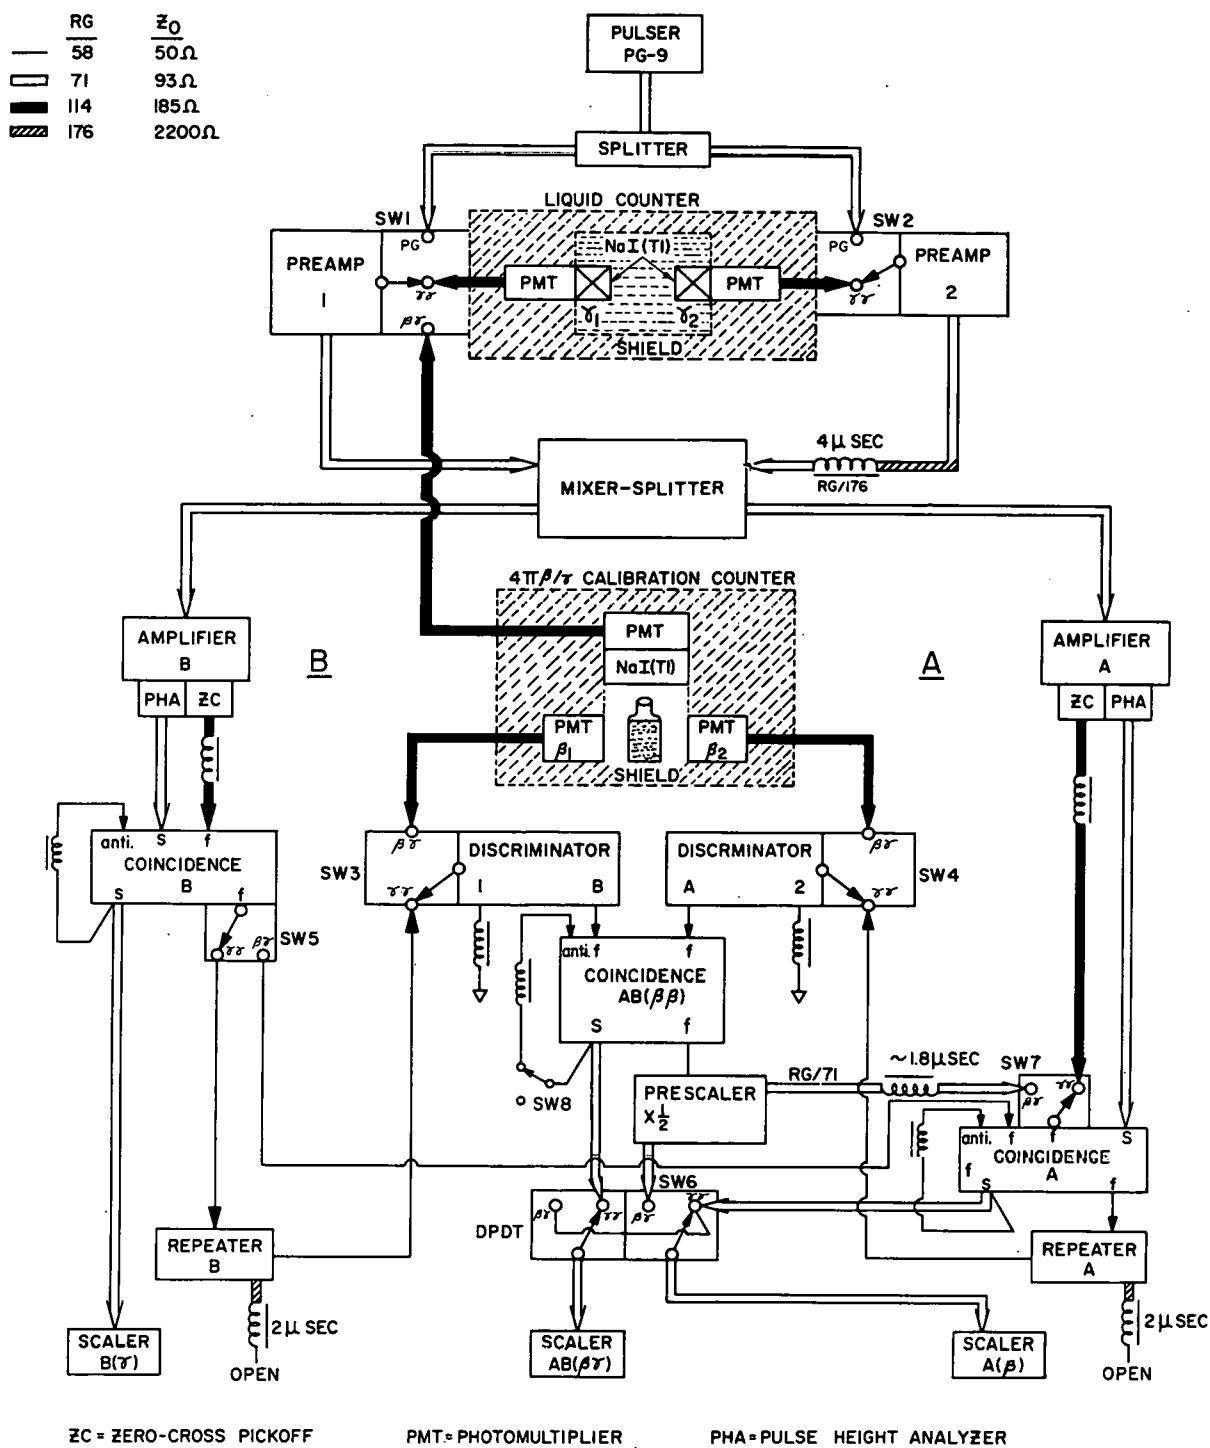 RG Z0
58 50Ω
71 93Ω
114 185Ω
176 2200Ω
PULSER
PG-9
SPLITTER
LIQUID COUNTER
SW1
SW2
PG
NaI(Tl)
PG
PREAMP
1
γγ
PMT
PMT
γγ
PREAMP
2
βγ
γ1
γ2
SHIELD
4μ SEC
RG/176
MIXER-SPLITTER
4π β/γ CALIBRATION COUNTER
AMPLIFIER
B
B
PMT
NaI(Tl)
A
AMPLIFIER
A
PHA
ZC
ZC
PHA
PMT
β1
PMT
β2
SHIELD
anti. S f
COINCIDENCE
B
S f
γγ βγ
SW5
SW3
βγ
γγ
DISCRIMINATOR
1 B
DISCRMINATOR
A 2
βγ
γγ
SW4
anti. f f
COINCIDENCE
AB(ββ)
S f
SW8
RG/71
~1.8μSEC
SW7
βγ
γγ
PRESCALER
X 1/2
anti. f f S
COINCIDENCE
A
f S f
SW6
DPDT
βγ γγ βγ γγ
REPEATER
B
REPEATER
A
2μ SEC
2μ SEC
OPEN
OPEN
SCALER
B(γ)
SCALER
AB(βγ)
SCALER
A(β)
ZC = ZERO-CROSS PICKOFF
PMT = PHOTOMULTIPLIER
PHA = PULSE HEIGHT ANALYZER